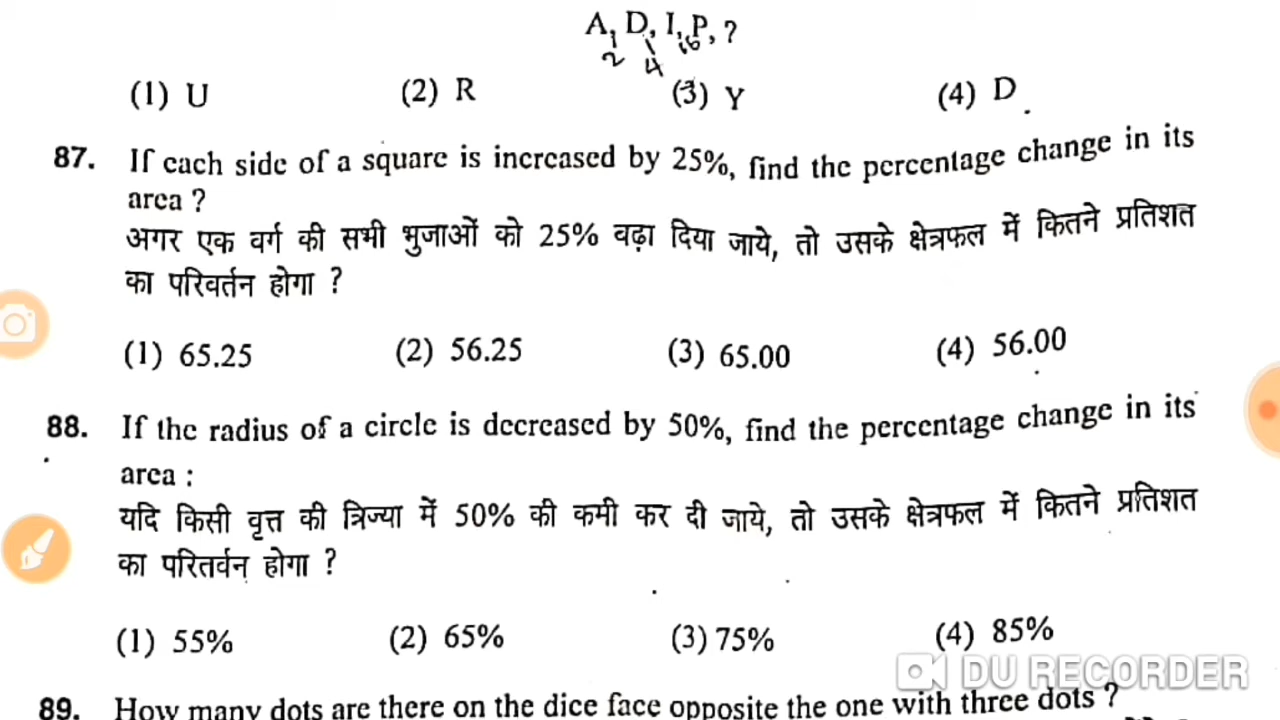 A, D, I, P, ?
2 4 16
(1) U (2) R (3) Y (4) D
87. If each side of a square is increased by 25%, find the percentage change in its
area ?
अगर एक वर्ग की सभी भुजाओं को 25% बढ़ा दिया जाये, तो उसके क्षेत्रफल में कितने प्रतिशत
का परिवर्तन होगा ?
(1) 65.25 (2) 56.25 (3) 65.00 (4) 56.00
88. If the radius of a circle is decreased by 50%, find the percentage change in its
area :
यदि किसी वृत्त की त्रिज्या में 50% की कमी कर दी जाये, तो उसके क्षेत्रफल में कितने प्रतिशत
का परितर्वन होगा ?
(1) 55% (2) 65% (3) 75% (4) 85%
DU RECORDER
89. How many dots are there on the dice face opposite the one with three dots ?